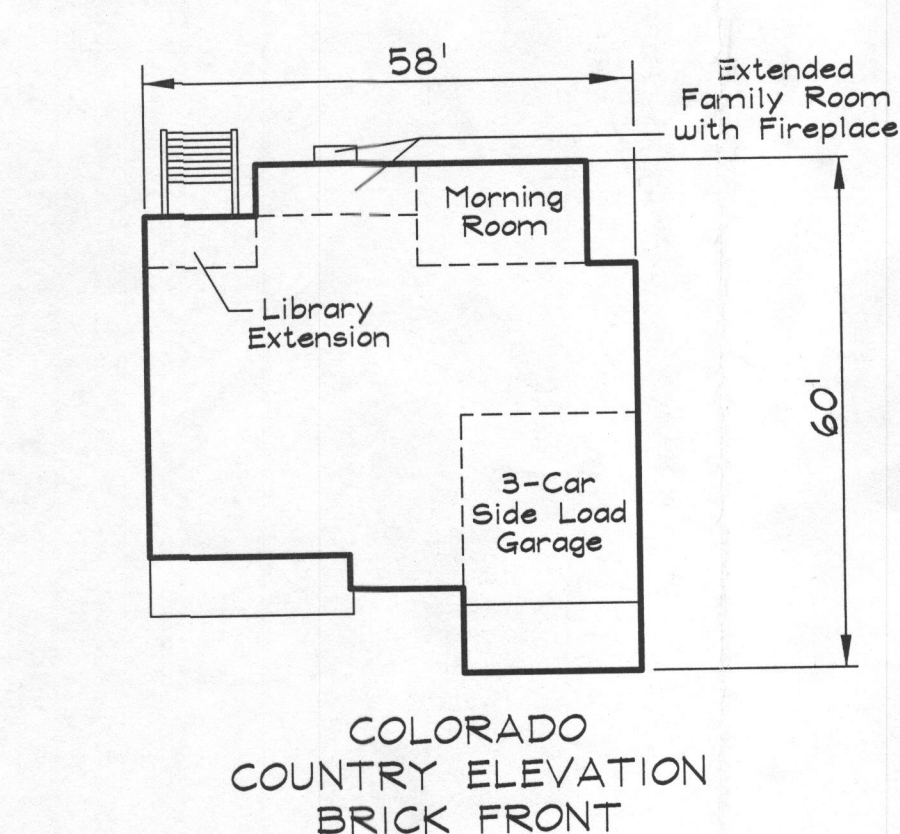 58'
Extended
Family Room
with Fireplace
Morning
Room
Library
Extension
60'
3-Car
Side Load
Garage
COLORADO
COUNTRY ELEVATION
BRICK FRONT